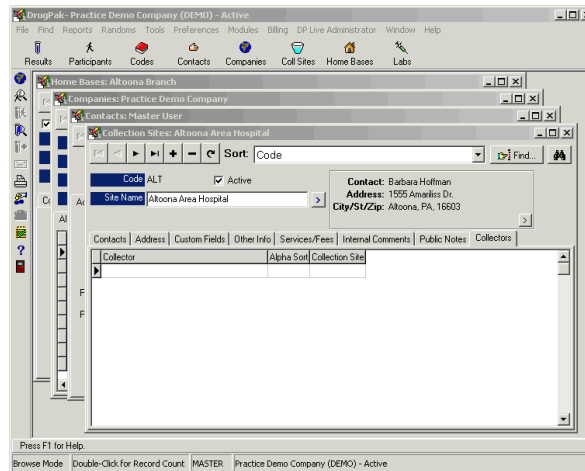 DrugPak- Practice Demo Company (DEMO) - Active
File Find Reports Randoms Tools Preferences Modules Billing DP Live Administrator Window Help
Results Participants Codes Contacts Companies Coll Sites Home Bases Labs
Home Bases: Altoona Branch
Companies: Practice Demo Company
Contacts: Master User
Collection Sites: Altoona Area Hospital
Sort: Code Find...
Code ALT Active
Site Name Altoona Area Hospital
Contact: Barbara Hoffman
Address: 1555 Amariliss Dr.
City/St/Zip: Altoona, PA, 16603
Contacts Address Custom Fields Other Info Services/Fees Internal Comments Public Notes Collectors
Collector Alpha Sort Collection Site
Press F1 for Help.
Browse Mode Double-Click for Record Count MASTER Practice Demo Company (DEMO) - Active